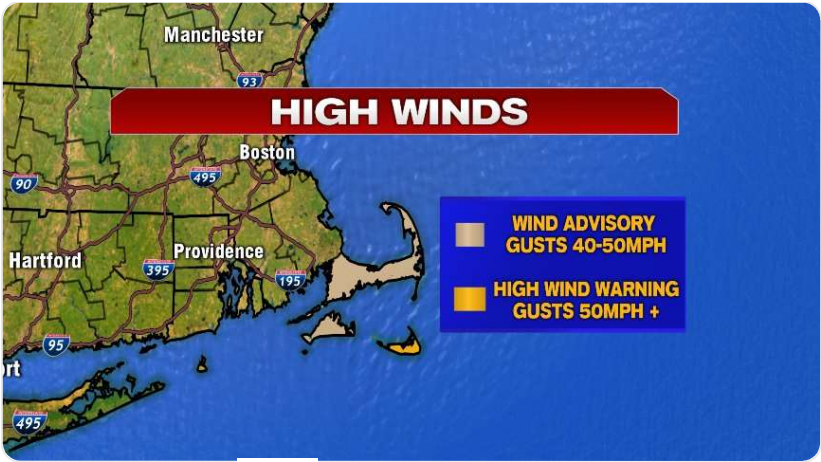 Manchester
93
HIGH WINDS
Boston
495
90
WIND ADVISORY
GUSTS 40-50MPH
Providence
Hartford
395
195
HIGH WIND WARNING
GUSTS 50MPH +
95
rt
495